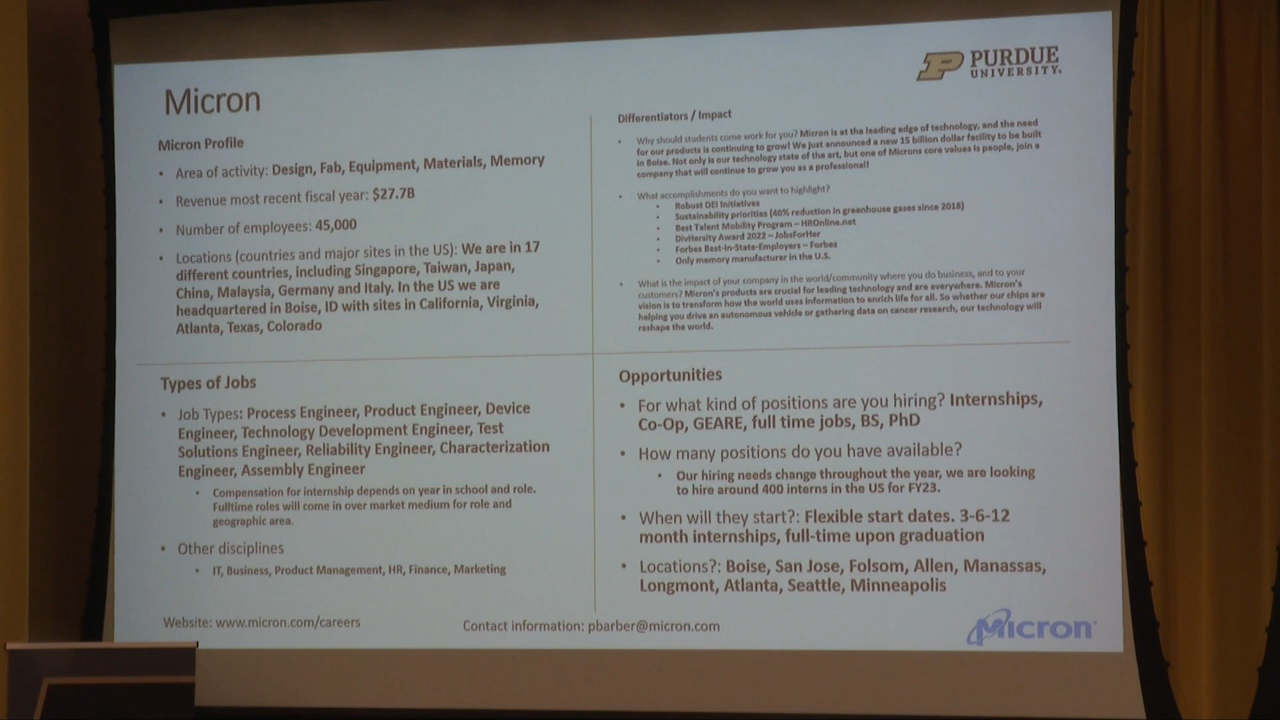 PURDUE
UNIVERSITY.
Micron
Micron Profile
• Area of activity: Design, Fab, Equipment, Materials, Memory
• Revenue most recent fiscal year: $27.7B
• Number of employees: 45,000
• Locations (countries and major sites in the US): We are in 17
different countries, including Singapore, Taiwan, Japan,
China, Malaysia, Germany and Italy. In the US we are
headquartered in Boise, ID with sites in California, Virginia,
Atlanta, Texas, Colorado
Differentiators / Impact
• Why should students come work for you? Micron is at the leading edge of technology, and the need
for our products is continuing to grow! We just announced a new 15 billion dollar facility to be built
in Boise. Not only is our technology state of the art, but one of Microns core values is people, join a
company that will continue to grow you as a professional!
• What accomplishments do you want to highlight?
• Robust DEI Initiatives
• Sustainability priorities (40% reduction in greenhouse gases since 2018)
• Best Talent Mobility Program – HROnline.net
• DivHersity Award 2022 – JobsForHer
• Forbes Best-In-State-Employers – Forbes
• Only memory manufacturer in the U.S.
• What is the impact of your company in the world/community where you do business, and to your
customers? Micron's products are crucial for leading technology and are everywhere. Micron's
vision is to transform how the world uses information to enrich life for all. So whether our chips are
helping you drive an autonomous vehicle or gathering data on cancer research, our technology will
reshape the world.
Types of Jobs
• Job Types: Process Engineer, Product Engineer, Device
Engineer, Technology Development Engineer, Test
Solutions Engineer, Reliability Engineer, Characterization
Engineer, Assembly Engineer
• Compensation for internship depends on year in school and role.
Fulltime roles will come in over market medium for role and
geographic area.
• Other disciplines
• IT, Business, Product Management, HR, Finance, Marketing
Opportunities
• For what kind of positions are you hiring? Internships,
Co-Op, GEARE, full time jobs, BS, PhD
• How many positions do you have available?
• Our hiring needs change throughout the year, we are looking
to hire around 400 interns in the US for FY23.
• When will they start?: Flexible start dates. 3-6-12
month internships, full-time upon graduation
• Locations?: Boise, San Jose, Folsom, Allen, Manassas,
Longmont, Atlanta, Seattle, Minneapolis
Website: www.micron.com/careers
Contact information: pbarber@micron.com
Micron